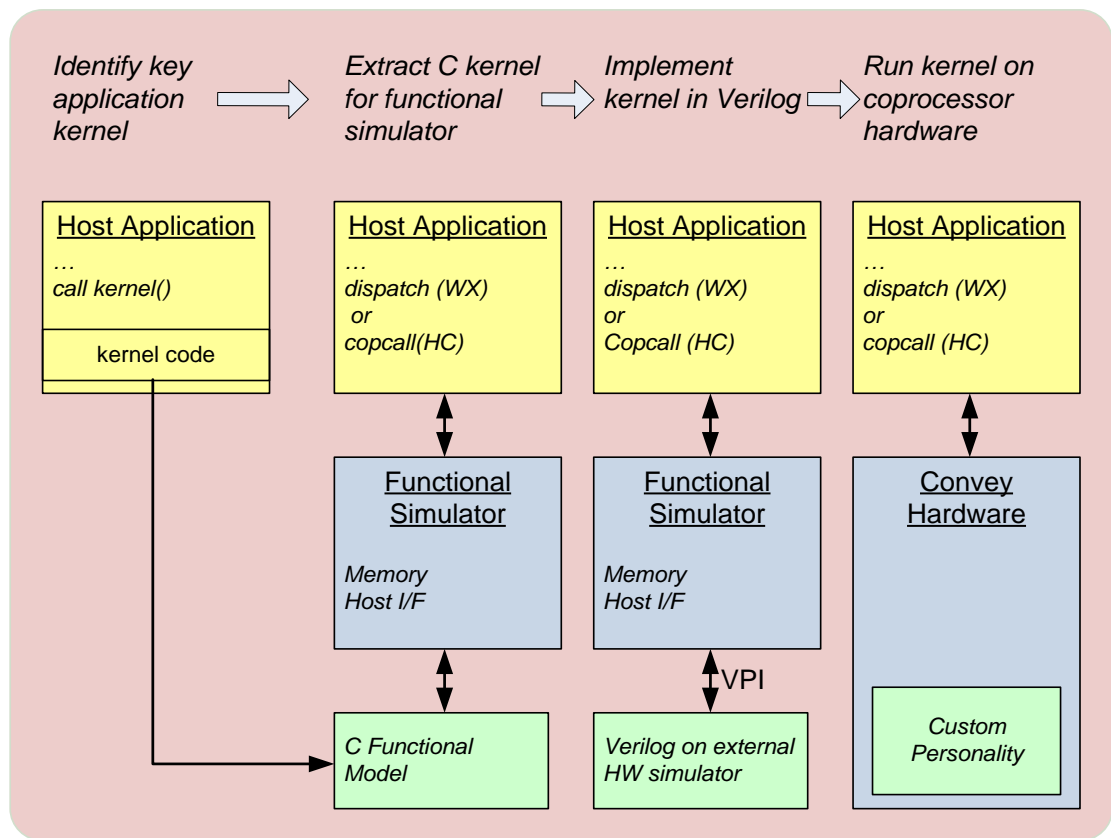 Identify key
application
kernel
Extract C kernel
for functional
simulator
Implement
kernel in Verilog
Run kernel on
coprocessor
hardware
Host Application
…
call kernel()
kernel code
Host Application
…
dispatch (WX)
or
copcall(HC)
Host Application
…
dispatch (WX)
or
Copcall (HC)
Host Application
…
dispatch (WX)
or
copcall (HC)
Functional
Simulator
Memory
Host I/F
Functional
Simulator
Memory
Host I/F
Convey
Hardware
VPI
C Functional
Model
Verilog on external
HW simulator
Custom
Personality